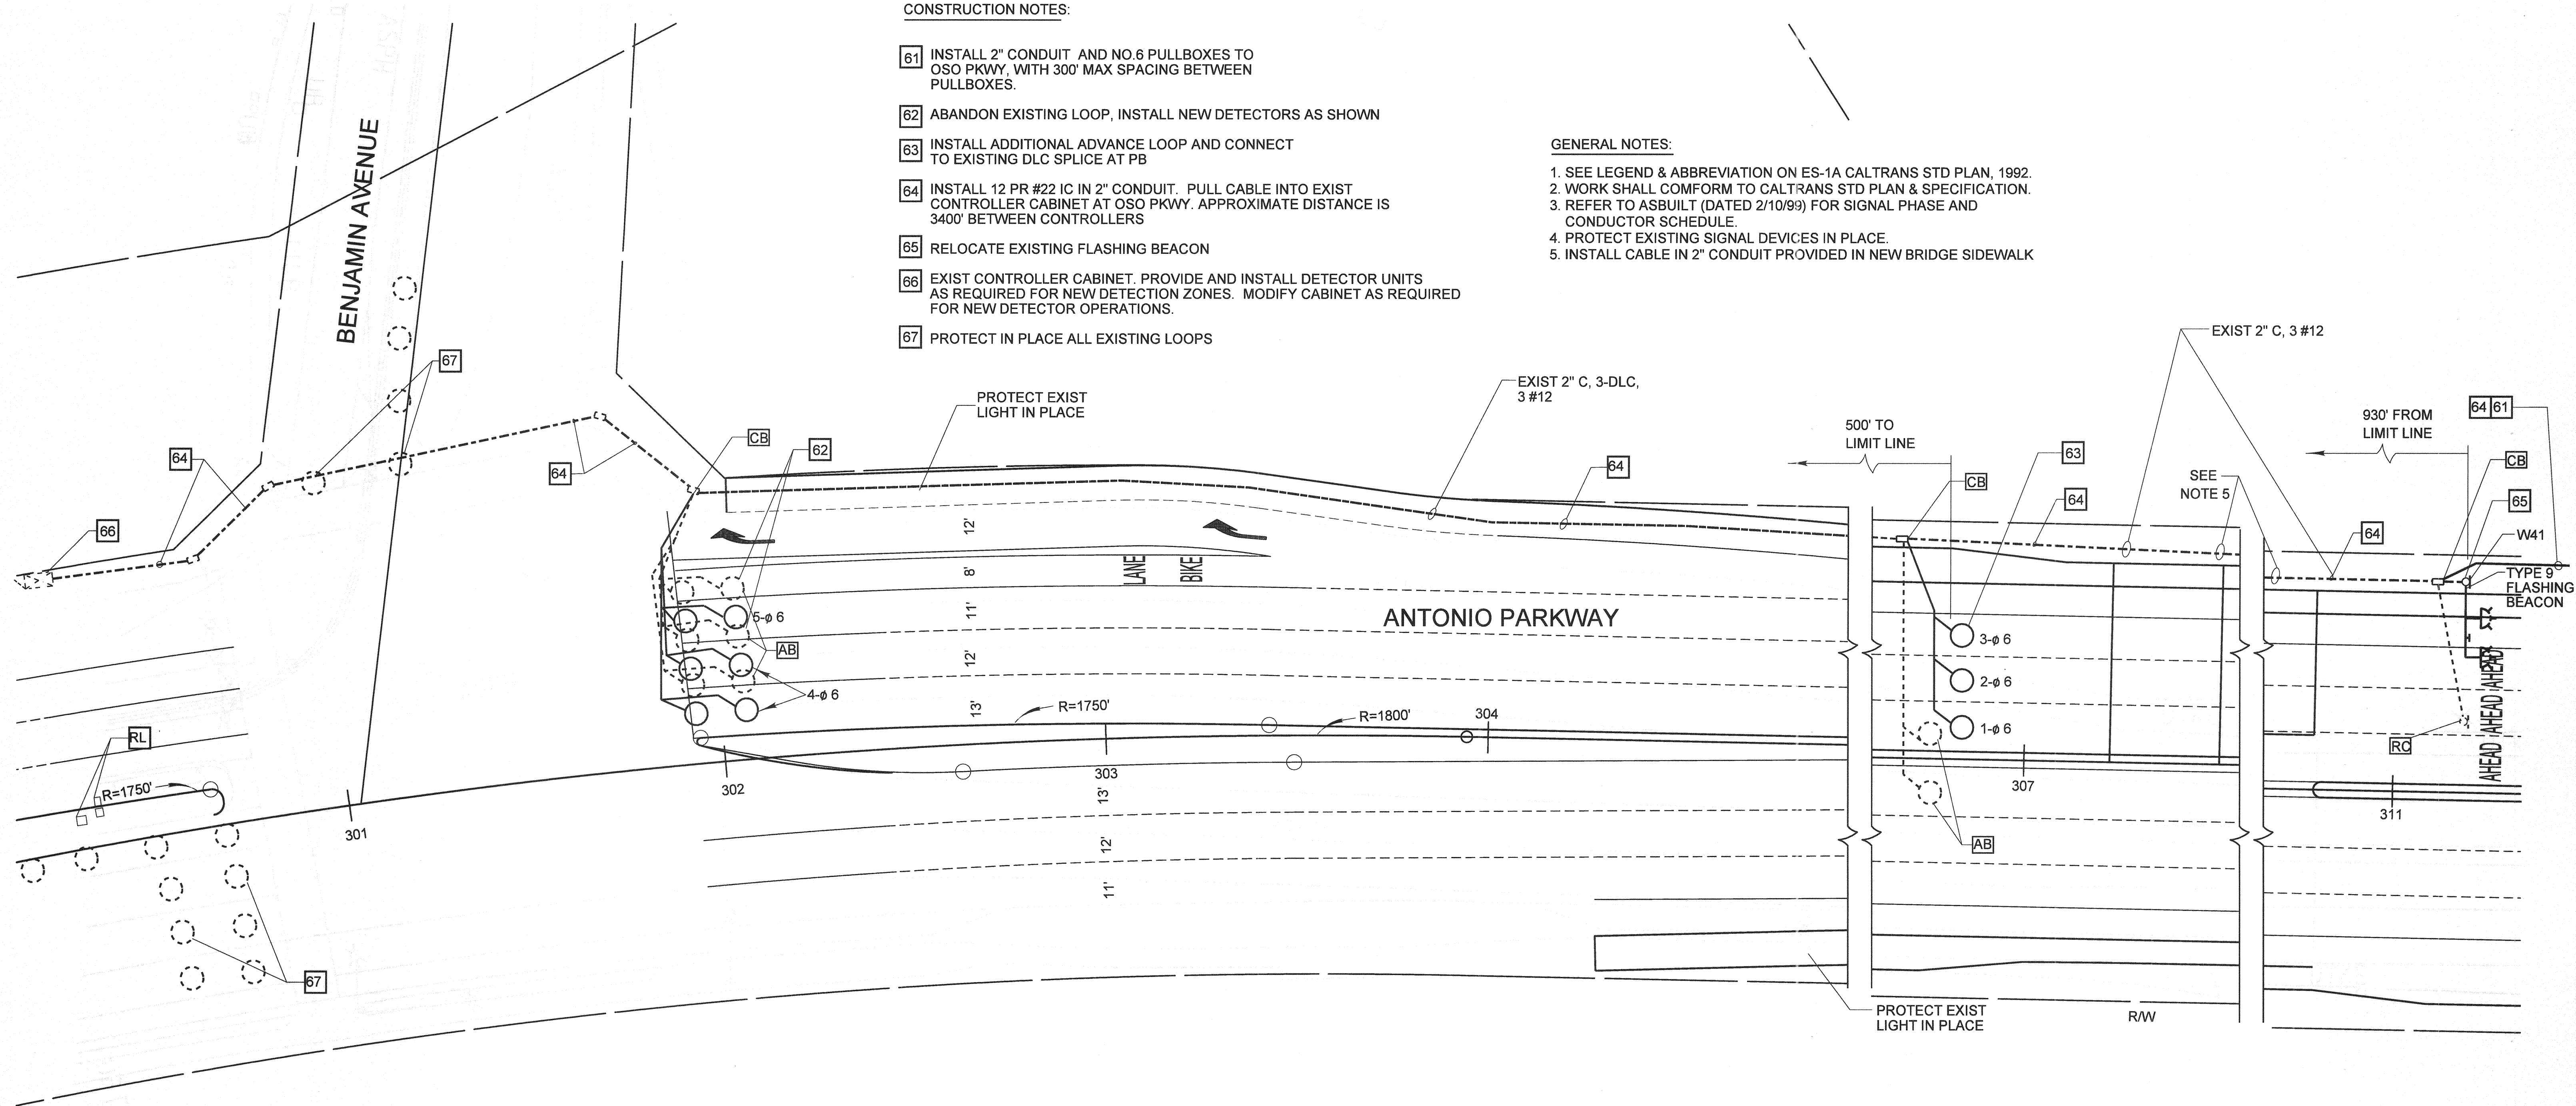 CONSTRUCTION NOTES:
61 INSTALL 2" CONDUIT AND NO.6 PULLBOXES TO
OSO PKWY, WITH 300' MAX SPACING BETWEEN
PULLBOXES.
62 ABANDON EXISTING LOOP, INSTALL NEW DETECTORS AS SHOWN
63 INSTALL ADDITIONAL ADVANCE LOOP AND CONNECT
TO EXISTING DLC SPLICE AT PB
64 INSTALL 12 PR #22 IC IN 2" CONDUIT. PULL CABLE INTO EXIST
CONTROLLER CABINET AT OSO PKWY. APPROXIMATE DISTANCE IS
3400' BETWEEN CONTROLLERS
65 RELOCATE EXISTING FLASHING BEACON
66 EXIST CONTROLLER CABINET. PROVIDE AND INSTALL DETECTOR UNITS
AS REQUIRED FOR NEW DETECTION ZONES. MODIFY CABINET AS REQUIRED
FOR NEW DETECTOR OPERATIONS.
67 PROTECT IN PLACE ALL EXISTING LOOPS
GENERAL NOTES:
1. SEE LEGEND & ABBREVIATION ON ES-1A CALTRANS STD PLAN, 1992.
2. WORK SHALL COMFORM TO CALTRANS STD PLAN & SPECIFICATION.
3. REFER TO ASBUILT (DATED 2/10/99) FOR SIGNAL PHASE AND
CONDUCTOR SCHEDULE.
4. PROTECT EXISTING SIGNAL DEVICES IN PLACE.
5. INSTALL CABLE IN 2" CONDUIT PROVIDED IN NEW BRIDGE SIDEWALK
BENJAMIN AVENUE
67
64
66
64
CB
62
PROTECT EXIST
LIGHT IN PLACE
EXIST 2" C, 3-DLC,
3 #12
64
500' TO
LIMIT LINE
CB
63
64
EXIST 2" C, 3 #12
SEE
NOTE 5
64
930' FROM
LIMIT LINE
64 61
CB
65
W41
TYPE 9
FLASHING
BEACON
12'
8'
11'
12'
13'
LANE
BIKE
ANTONIO PARKWAY
5-ø 6
AB
4-ø 6
3-ø 6
2-ø 6
1-ø 6
AB
R=1750'
R=1800'
304
302
303
307
311
RC
AHEAD
AHEAD
AHEAD
RL
R=1750'
301
67
13'
12'
11'
PROTECT EXIST
LIGHT IN PLACE
R/W